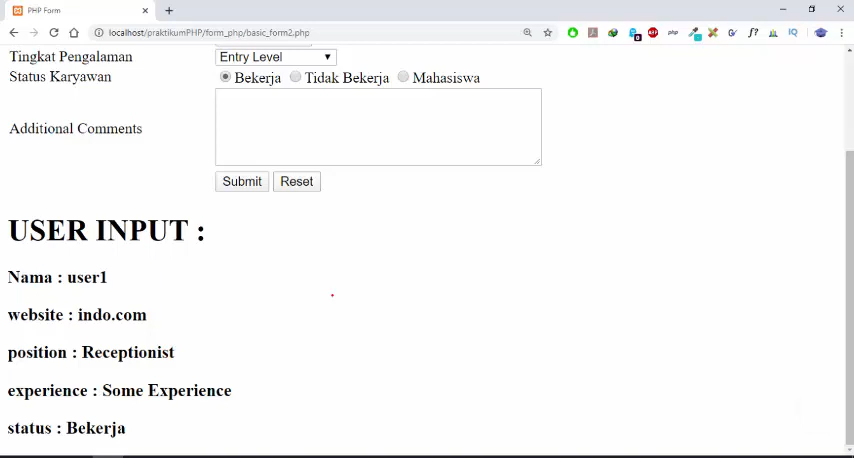 PHP Form
localhost/praktikumPHP/form_php/basic_form2.php
Tingkat Pengalaman Entry Level
Status Karyawan Bekerja Tidak Bekerja Mahasiswa
Additional Comments
Submit Reset
USER INPUT :
Nama : user1
website : indo.com
position : Receptionist
experience : Some Experience
status : Bekerja